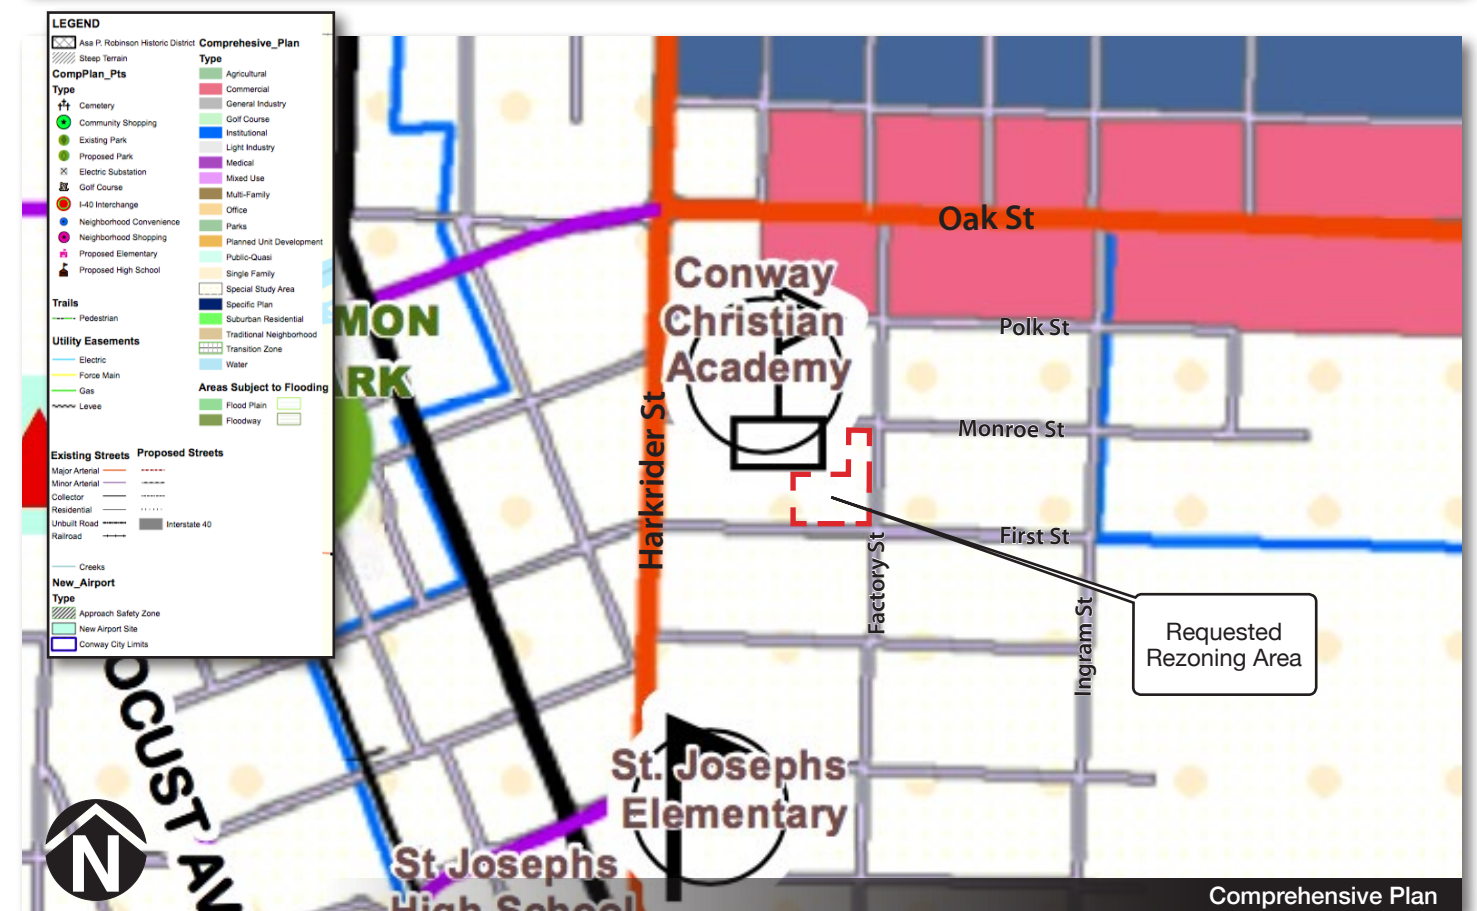 LEGEND
Asa P. Robinson Historic District
Steep Terrain
CompPlan_Pts
Type
Cemetery
Community Shopping
Existing Park
Proposed Park
Electric Substation
Golf Course
I-40 Interchange
Neighborhood Convenience
Neighborhood Shopping
Proposed Elementary
Proposed High School
Trails
Pedestrian
Utility Easements
Electric
Force Main
Gas
Levee
Existing Streets
Major Arterial
Minor Arterial
Collector
Residential
Unbuilt Road
Railroad
Creeks
New_Airport
Type
Approach Safety Zone
New Airport Site
Conway City Limits
Comprehesive_Plan
Type
Agricultural
Commercial
General Industry
Golf Course
Institutional
Light Industry
Medical
Mixed Use
Multi-Family
Office
Parks
Planned Unit Development
Public-Quasi
Single Family
Special Study Area
Specific Plan
Suburban Residential
Traditional Neighborhood
Transition Zone
Water
Areas Subject to Flooding
Flood Plain
Floodway
Proposed Streets
Interstate 40
MON
ARK
Oak St
Conway
Christian
Academy
Polk St
Monroe St
Harkrider St
First St
Factory St
Ingram St
Requested
Rezoning Area
St. Josephs
Elementary
St Josephs
High School
OCUST AV
N
Comprehensive Plan